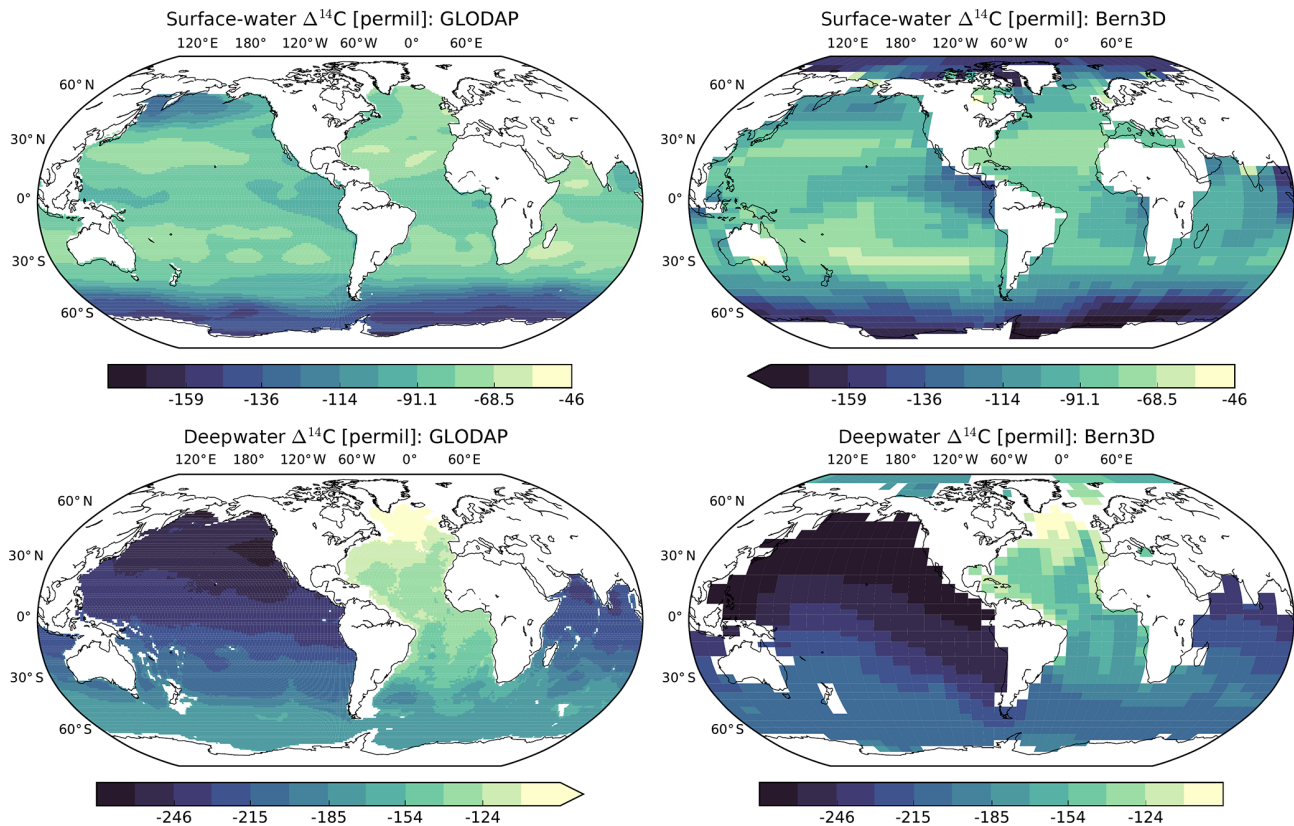 Surface-water Δ¹⁴C [permil]: GLODAP
120°E 180° 120°W 60°W 0° 60°E
60° N
30° N
0°
30° S
60° S
-159 -136 -114 -91.1 -68.5 -46
Surface-water Δ¹⁴C [permil]: Bern3D
120°E 180° 120°W 60°W 0° 60°E
60° N
30° N
0°
30° S
60° S
-159 -136 -114 -91.1 -68.5 -46
Deepwater Δ¹⁴C [permil]: GLODAP
120°E 180° 120°W 60°W 0° 60°E
60° N
30° N
0°
30° S
60° S
-246 -215 -185 -154 -124
Deepwater Δ¹⁴C [permil]: Bern3D
120°E 180° 120°W 60°W 0° 60°E
60° N
30° N
0°
30° S
60° S
-246 -215 -185 -154 -124